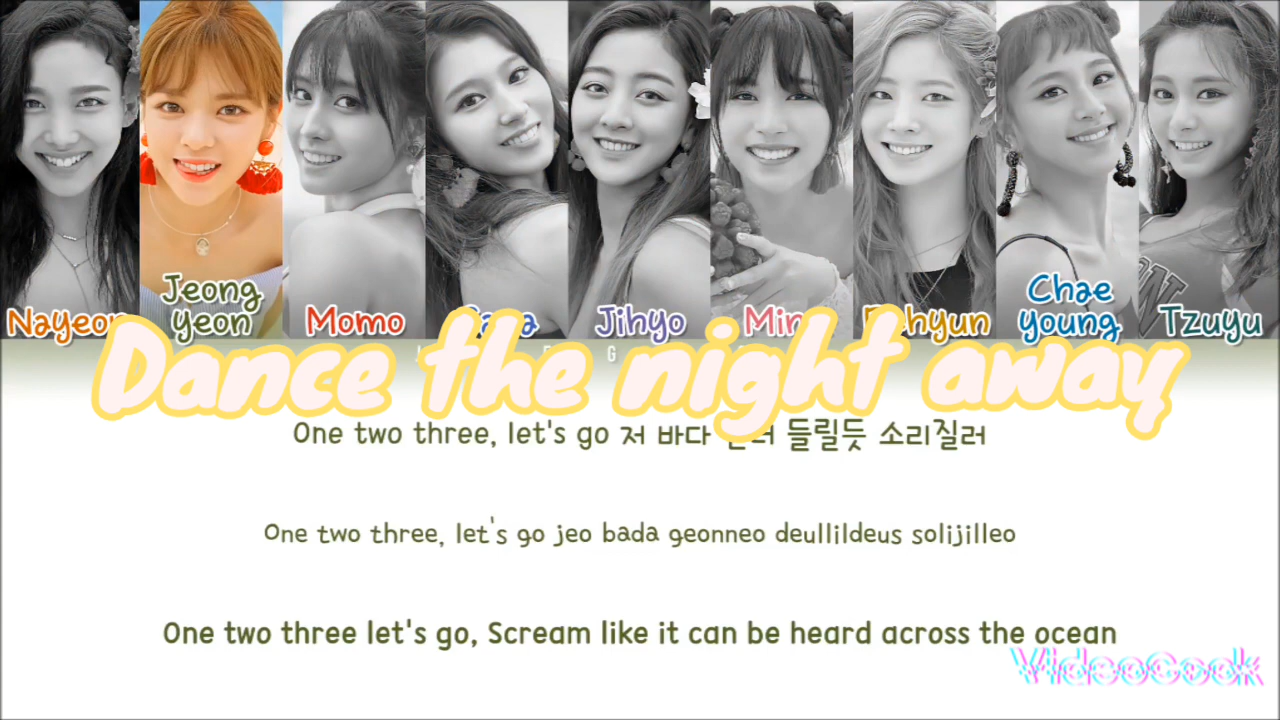 Nayeon
Jeong
yeon
Momo
Jihyo
Chae
young
Tzuyu
Dance the night away
One two three, let's go 저 바다 들릴듯 소리질러
One two three, let's go jeo bada geonneo deullildeus solijilleo
One two three let's go, Scream like it can be heard across the ocean
VideoCook